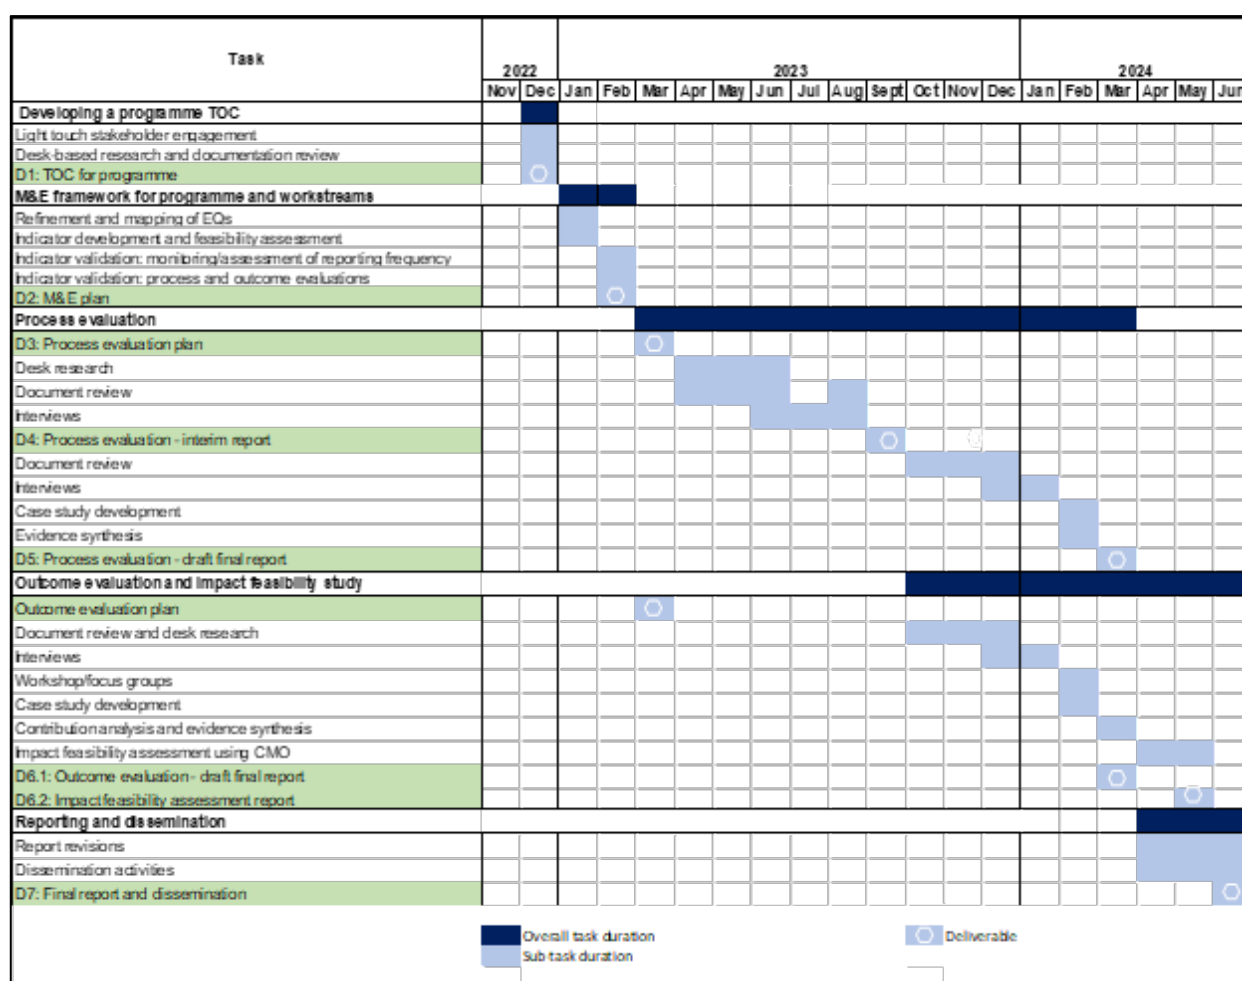 Task
2022 2023 2024
Nov Dec Jan Feb Mar Apr May Jun Jul Aug Sept Oct Nov Dec Jan Feb Mar Apr May Jun
Developing a programme TOC
Light touch stakeholder engagement
Desk-based research and documentation review
D1: TOC for programme
M&E framework for programme and workstreams
Refinement and mapping of EQs
Indicator development and feasibility assessment
Indicator validation: monitoring/assessment of reporting frequency
Indicator validation: process and outcome evaluations
D2: M&E plan
Process evaluation
D3: Process evaluation plan
Desk research
Document review
Interviews
D4: Process evaluation - interim report
Document review
Interviews
Case study development
Evidence synthesis
D5: Process evaluation - draft final report
Outcome evaluation and impact feasibility study
Outcome evaluation plan
Document review and desk research
Interviews
Workshop/focus groups
Case study development
Contribution analysis and evidence synthesis
Impact feasibility assessment using CMO
D6.1: Outcome evaluation - draft final report
D6.2: Impact feasibility assessment report
Reporting and dissemination
Report revisions
Dissemination activities
D7: Final report and dissemination
Overall task duration
Deliverable
Sub task duration